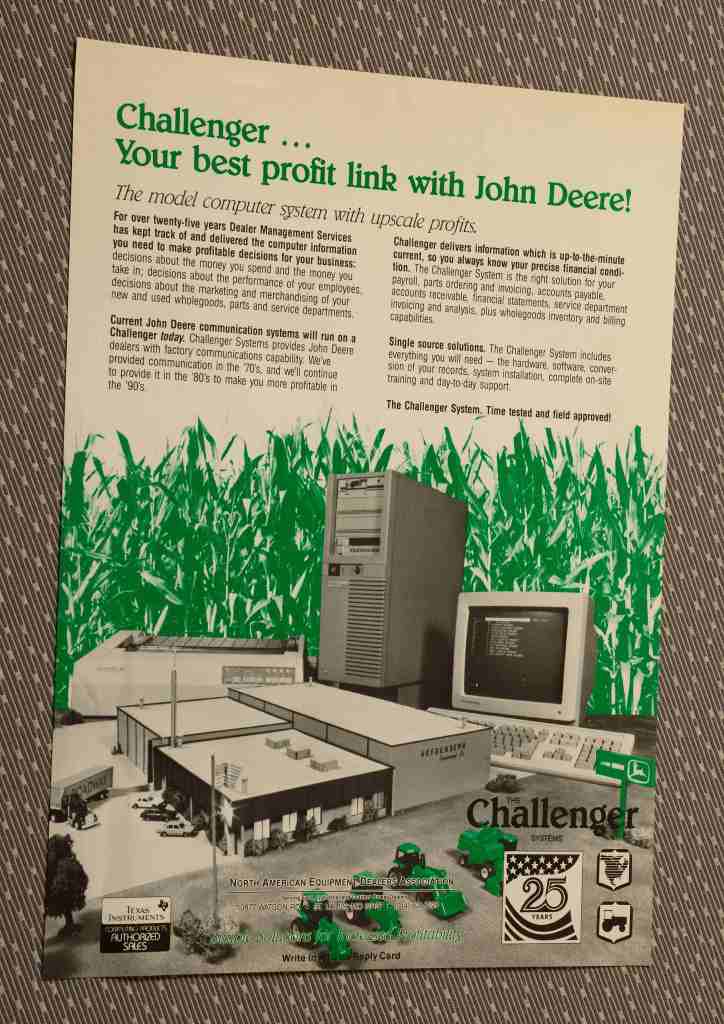 Challenger ...
Your best profit link with John Deere!
The model computer system with upscale profits.
For over twenty-five years Dealer Management Services
has kept track of and delivered the computer information
you need to make profitable decisions for your business:
decisions about the money you spend and the money you
take in; decisions about the performance of your employees;
decisions about the marketing and merchandising of your
new and used wholegoods, parts and service departments.
Current John Deere communication systems will run on a
Challenger today. Challenger Systems provides John Deere
dealers with factory communications capability. We've
provided communication in the '70's, and we'll continue
to provide it in the '80's to make you more profitable in
the '90's.
Challenger delivers information which is up-to-the-minute
current, so you always know your precise financial condi-
tion. The Challenger System is the right solution for your
payroll, parts ordering and invoicing, accounts payable,
accounts receivable, financial statements, service department
invoicing and analysis, plus wholegoods inventory and billing
capabilities.
Single source solutions. The Challenger System includes
everything you will need — the hardware, software, conver-
sion of your records, system installation, complete on-site
training and day-to-day support.
The Challenger System. Time tested and field approved!
THE
Challenger
SYSTEMS
NORTH AMERICAN EQUIPMENT DEALERS ASSOCIATION
10877 WATSON RD
Write Reply Card
TEXAS
INSTRUMENTS
COMPUTING PRODUCTS
AUTHORIZED
SALES
25
YEARS